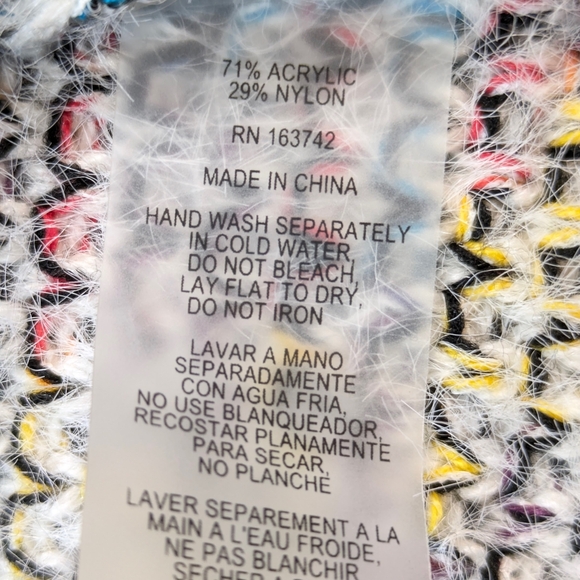 71% ACRYLIC
29% NYLON
RN 163742
MADE IN CHINA
HAND WASH SEPARATELY
IN COLD WATER,
DO NOT BLEACH,
LAY FLAT TO DRY,
DO NOT IRON
LAVAR A MANO
SEPARADAMENTE
CON AGUA FRIA,
NO USE BLANQUEADOR,
RECOSTAR PLANAMENTE
PARA SECAR,
NO PLANCHE
LAVER SEPAREMENT A LA
MAIN A L'EAU FROIDE,
NE PAS BLANCHIR
SECHER